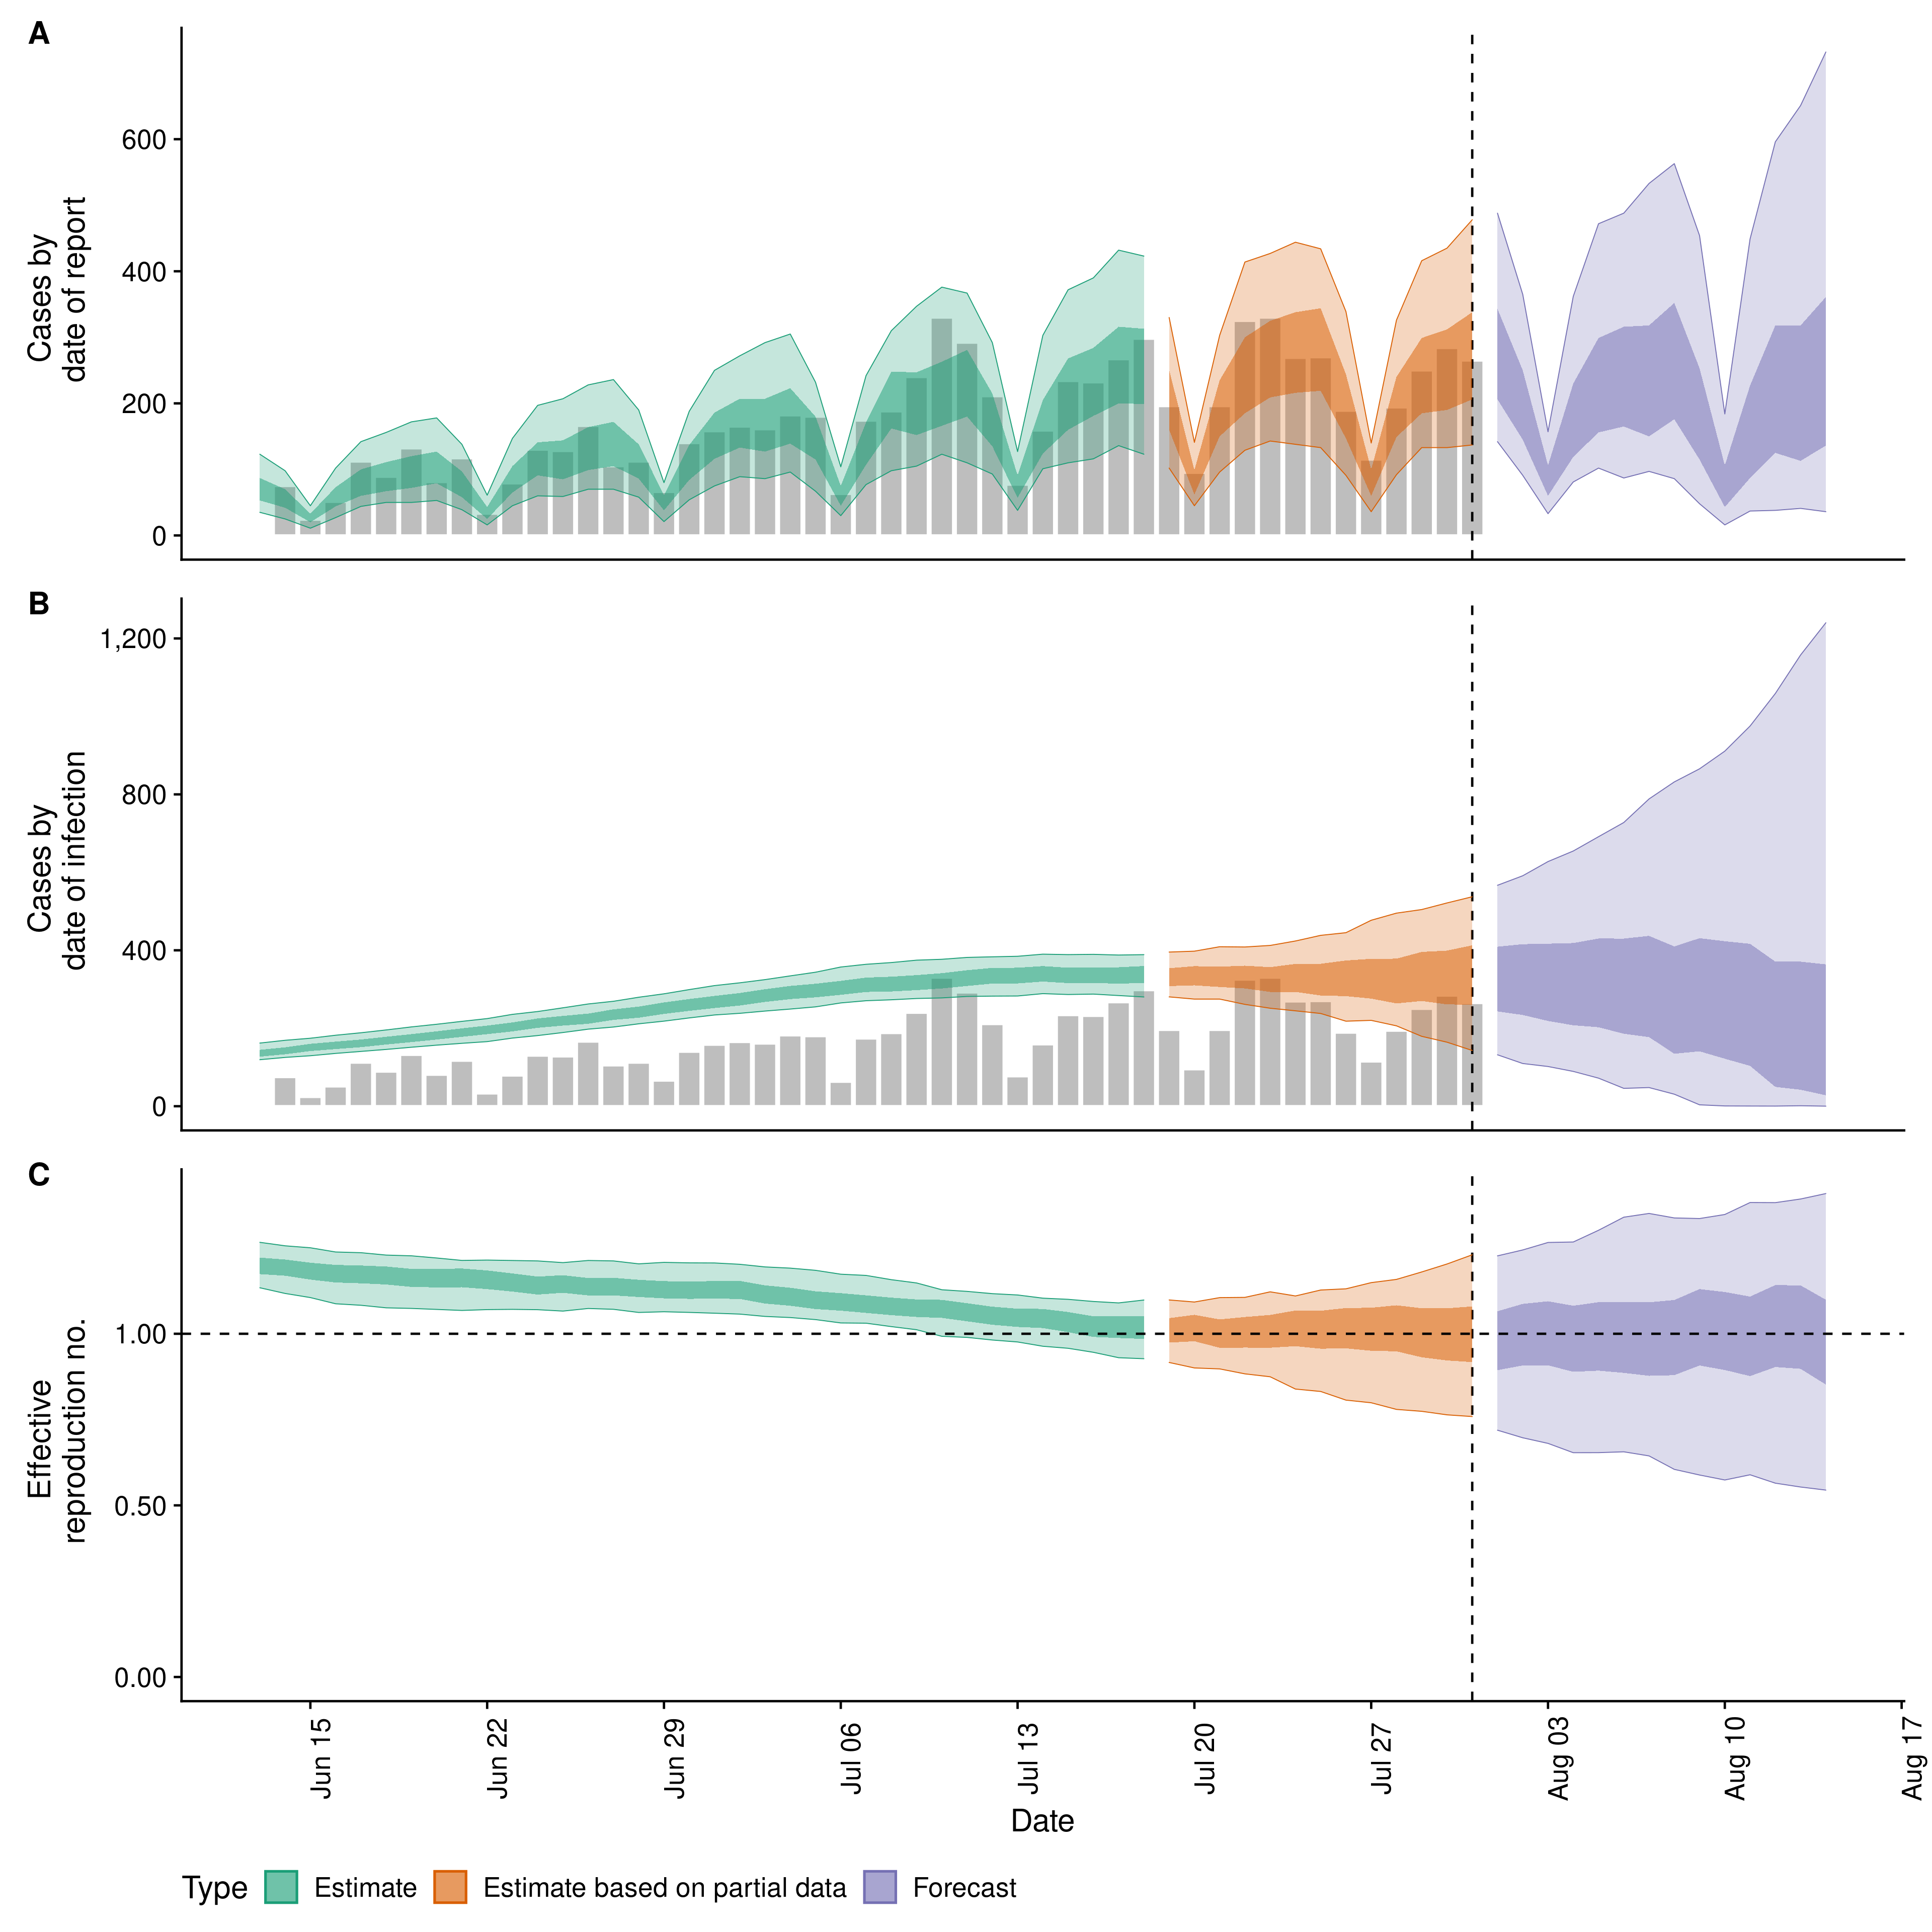 A
Cases by
date of report
600
400
200
0
B
Cases by
date of infection
1,200
800
400
0
C
Effective
reproduction no.
1.00
0.50
0.00
Jun 15
Jun 22
Jun 29
Jul 06
Jul 13
Jul 20
Jul 27
Aug 03
Aug 10
Aug 17
Date
Type Estimate Estimate based on partial data Forecast